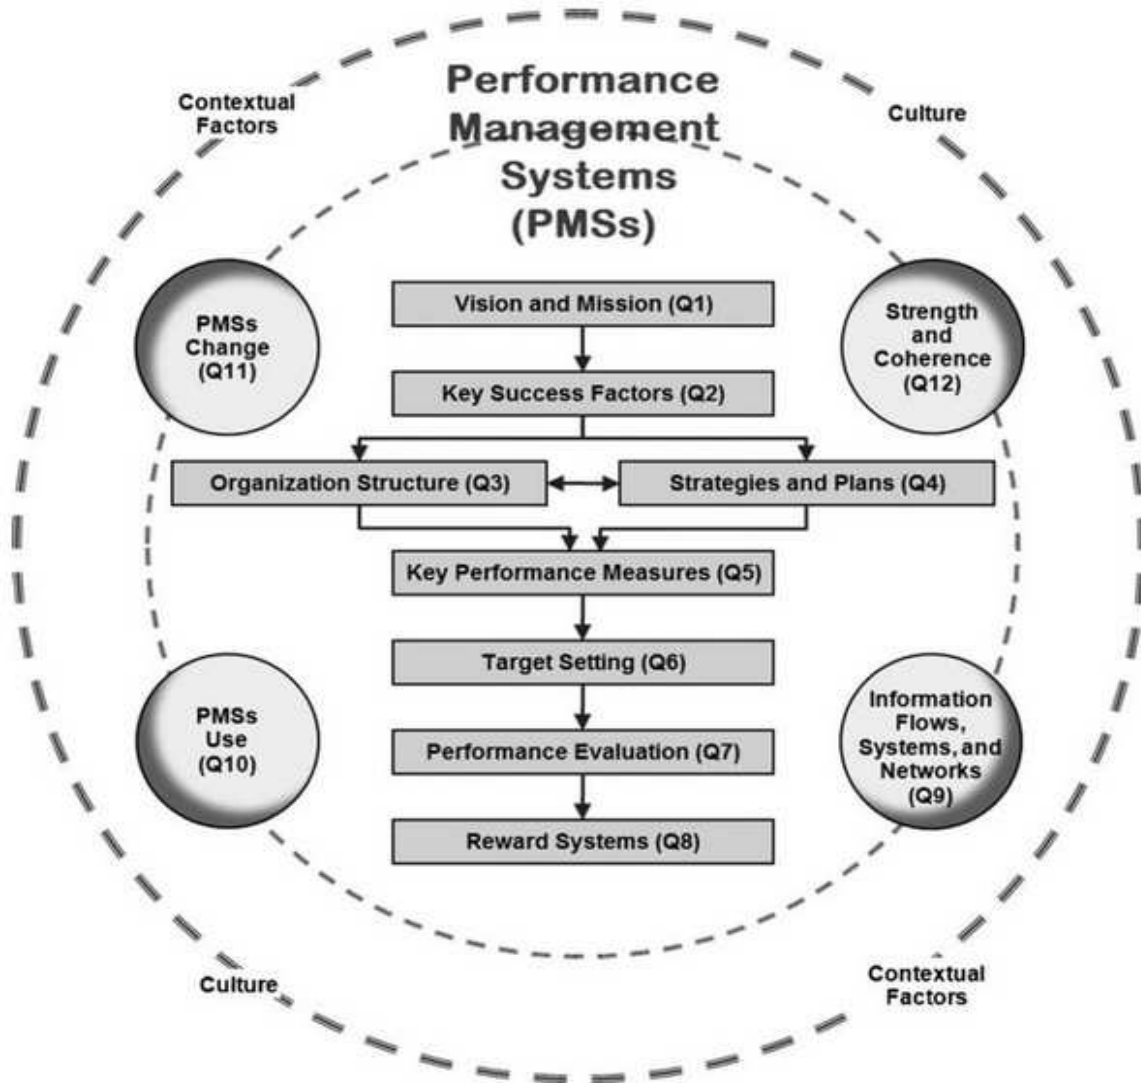 Performance
Management
Systems
(PMSs)
Contextual
Factors
Culture
PMSs
Change
(Q11)
Vision and Mission (Q1)
Strength
and
Coherence
(Q12)
Key Success Factors (Q2)
Organization Structure (Q3)
Strategies and Plans (Q4)
Key Performance Measures (Q5)
Target Setting (Q6)
PMSs
Use
(Q10)
Performance Evaluation (Q7)
Information
Flows,
Systems, and
Networks
(Q9)
Reward Systems (Q8)
Culture
Contextual
Factors